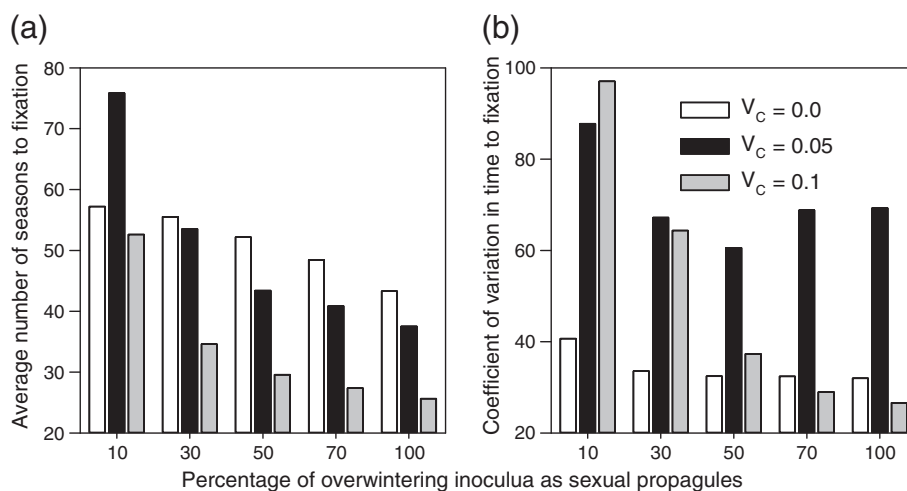 (a)
Average number of seasons to fixation
80
70
60
50
40
30
20
10 30 50 70 100
(b)
Coefficient of variation in time to fixation
100
80
60
40
20
V_C = 0.0
V_C = 0.05
V_C = 0.1
10 30 50 70 100
Percentage of overwintering inoculua as sexual propagules